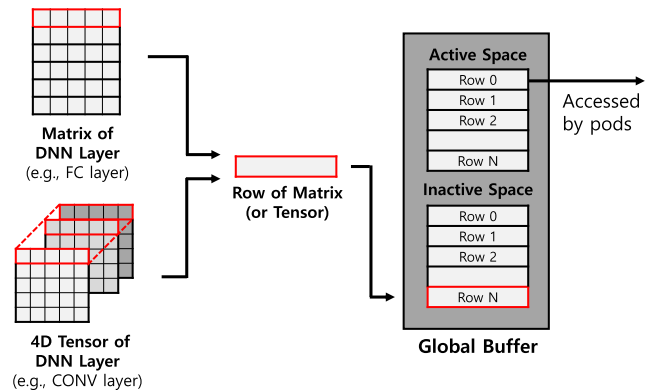 Matrix of
DNN Layer
(e.g., FC layer)
4D Tensor of
DNN Layer
(e.g., CONV layer)
Row of Matrix
(or Tensor)
Active Space
Row 0
Row 1
Row 2
Row N
Inactive Space
Row 0
Row 1
Row 2
Row N
Global Buffer
Accessed
by pods